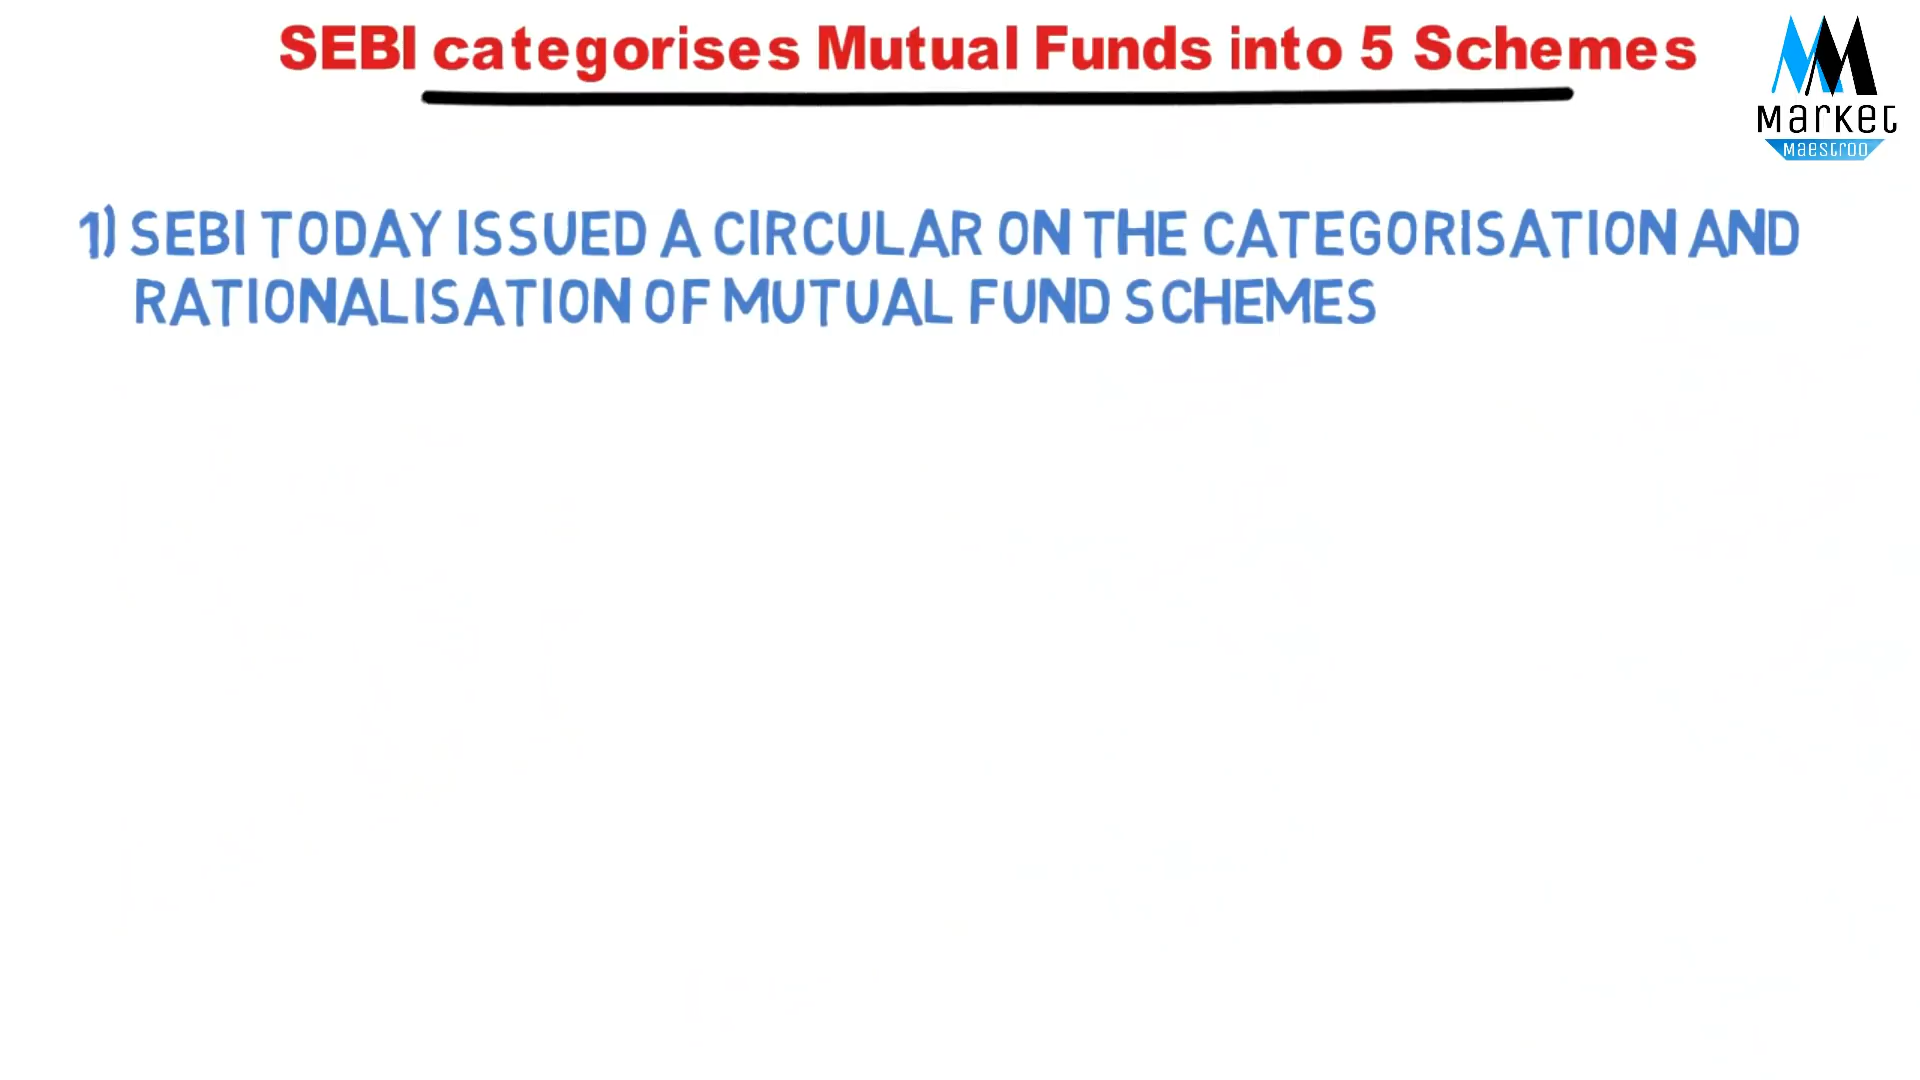 SEBI categorises Mutual Funds into 5 Schemes
Market
Maestroo
1) SEBI TODAY ISSUED A CIRCULAR ON THE CATEGORISATION AND
RATIONALISATION OF MUTUAL FUND SCHEMES